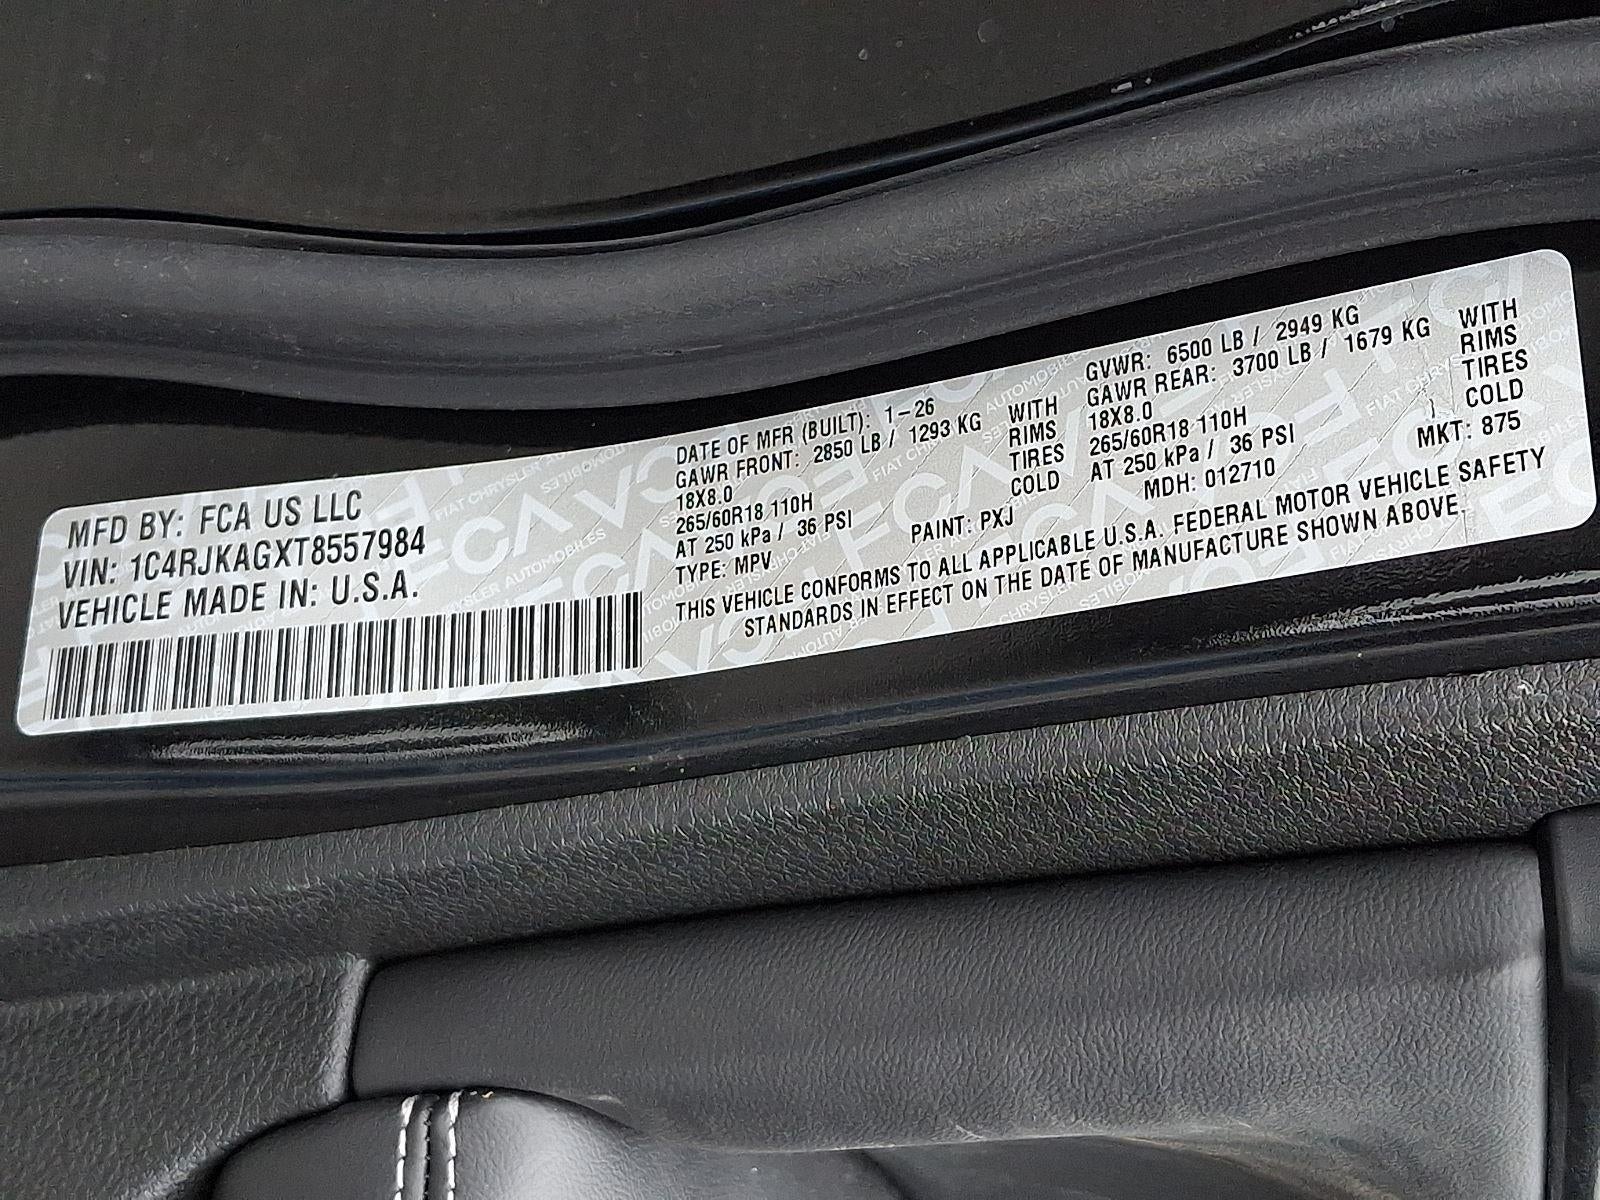 MFD BY: FCA US LLC
VIN: 1C4RJKAGXT8557984
VEHICLE MADE IN: U.S.A.
DATE OF MFR (BUILT): 1-26
GAWR FRONT: 2850 LB / 1293 KG WITH
18X8.0 RIMS
265/60R18 110H TIRES
AT 250 kPa / 36 PSI COLD
TYPE: MPV PAINT: PXJ
GVWR: 6500 LB / 2949 KG
GAWR REAR: 3700 LB / 1679 KG WITH
18X8.0 RIMS
265/60R18 110H TIRES
AT 250 kPa / 36 PSI COLD
MDH: 012710 MKT: 875
THIS VEHICLE CONFORMS TO ALL APPLICABLE U.S.A. FEDERAL MOTOR VEHICLE SAFETY
STANDARDS IN EFFECT ON THE DATE OF MANUFACTURE SHOWN ABOVE.